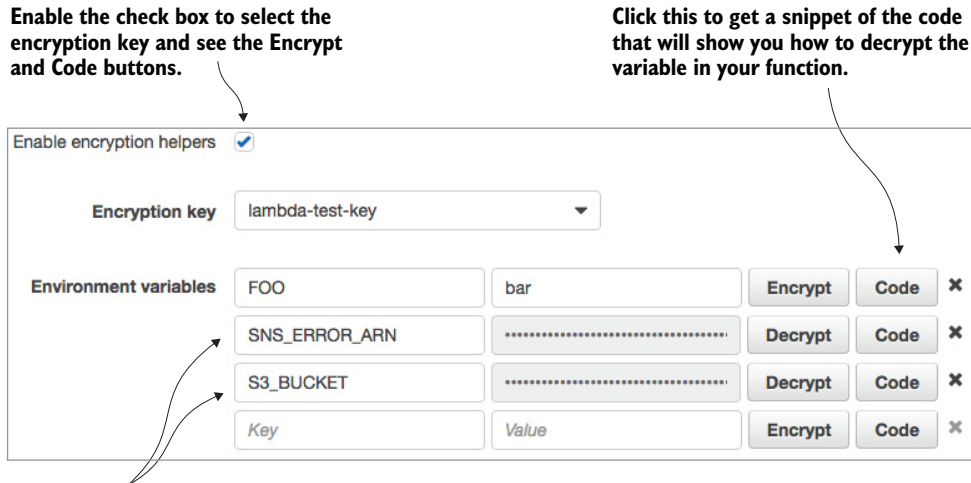 Enable the check box to select the
encryption key and see the Encrypt
and Code buttons.
Click this to get a snippet of the code
that will show you how to decrypt the
variable in your function.
Enable encryption helpers
Encryption key lambda-test-key
Environment variables FOO bar Encrypt Code ×
SNS_ERROR_ARN Decrypt Code ×
S3_BUCKET Decrypt Code ×
Key Value Encrypt Code ×